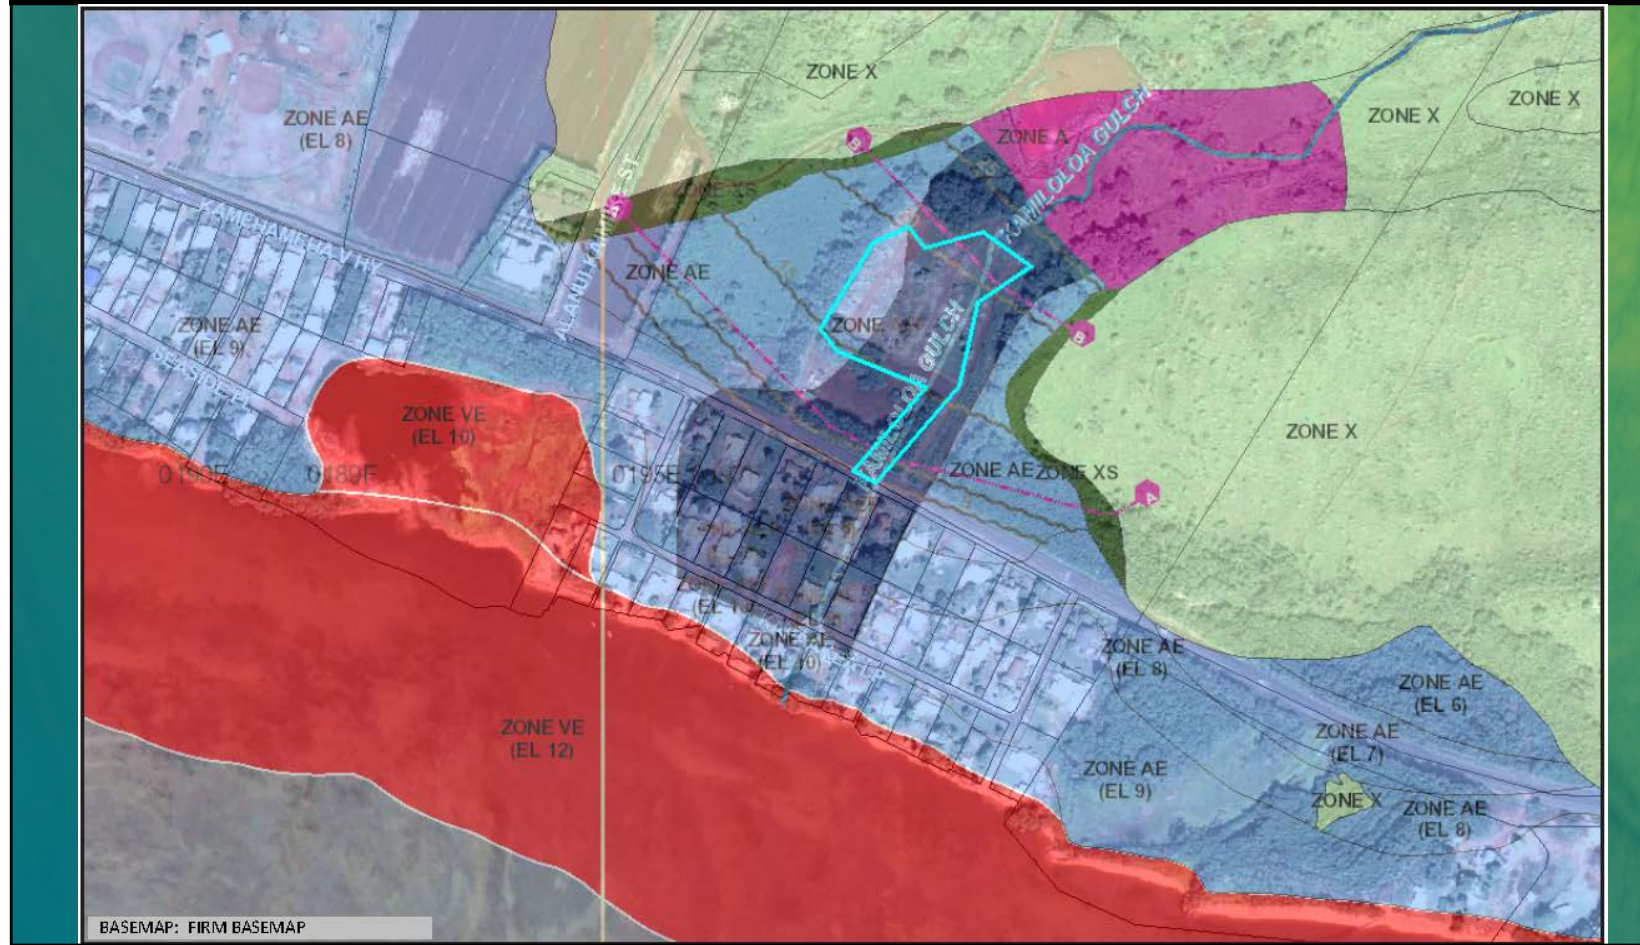 ZONE X
ZONE X
ZONE X
ZONE AE
(EL 8)
ZONE A
KAMILOLOA GULCH
B
ZONE XS
A
KAMEHAMEHA V HY
ZONE AE
ZONE AE
(EL 9)
ZONE
B
SEASIDE PL
GULCH
ZONE VE
(EL 10)
ZONE X
0189F
ZONE AE
ZONE XS
A
ZONE AE
(EL 10)
ZONE AE
(EL 8)
ZONE AE
(EL 6)
ZONE VE
(EL 12)
ZONE AE
(EL 7)
ZONE AE
(EL 9)
ZONE X
ZONE AE
(EL 8)
BASEMAP: FIRM BASEMAP